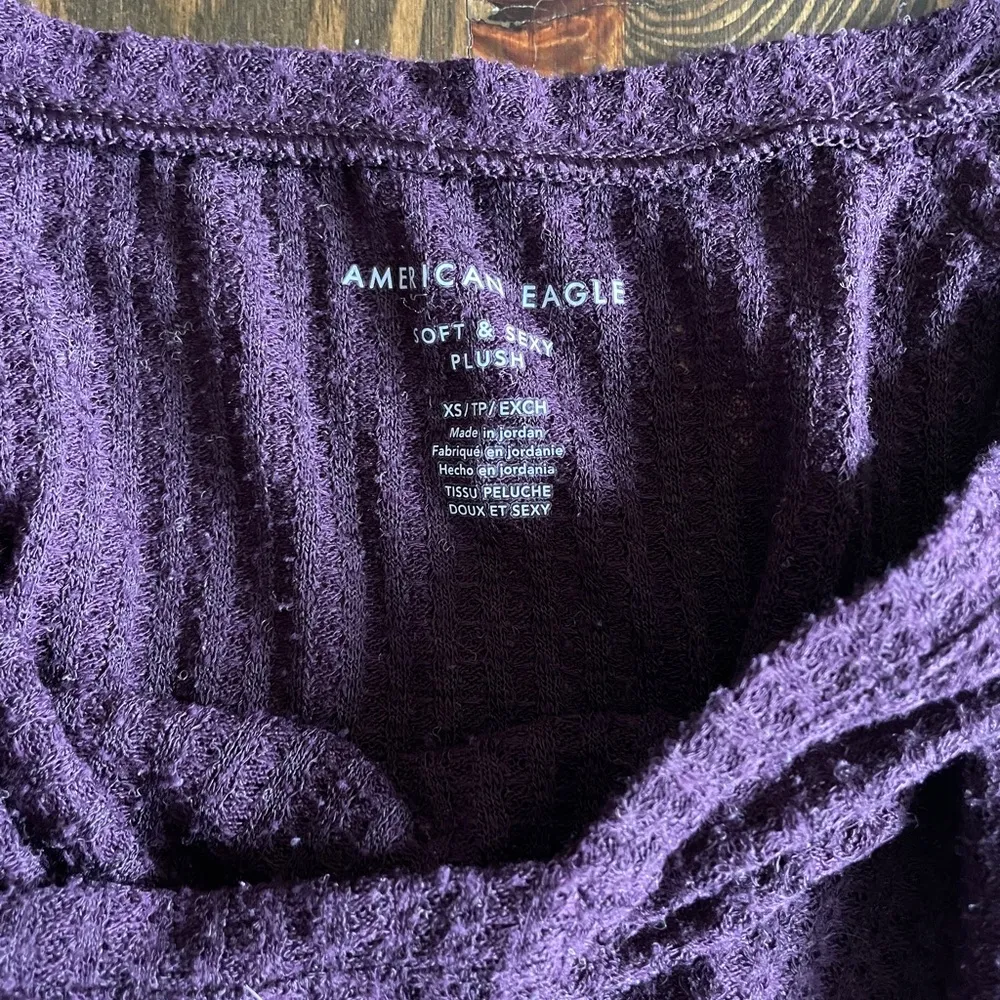 AMERICAN EAGLE
SOFT & SEXY
PLUSH
XS/TP/EXCH
Made in jordan
Fabriqué en jordanie
Hecho en jordania
TISSU PELUCHE
DOUX ET SEXY